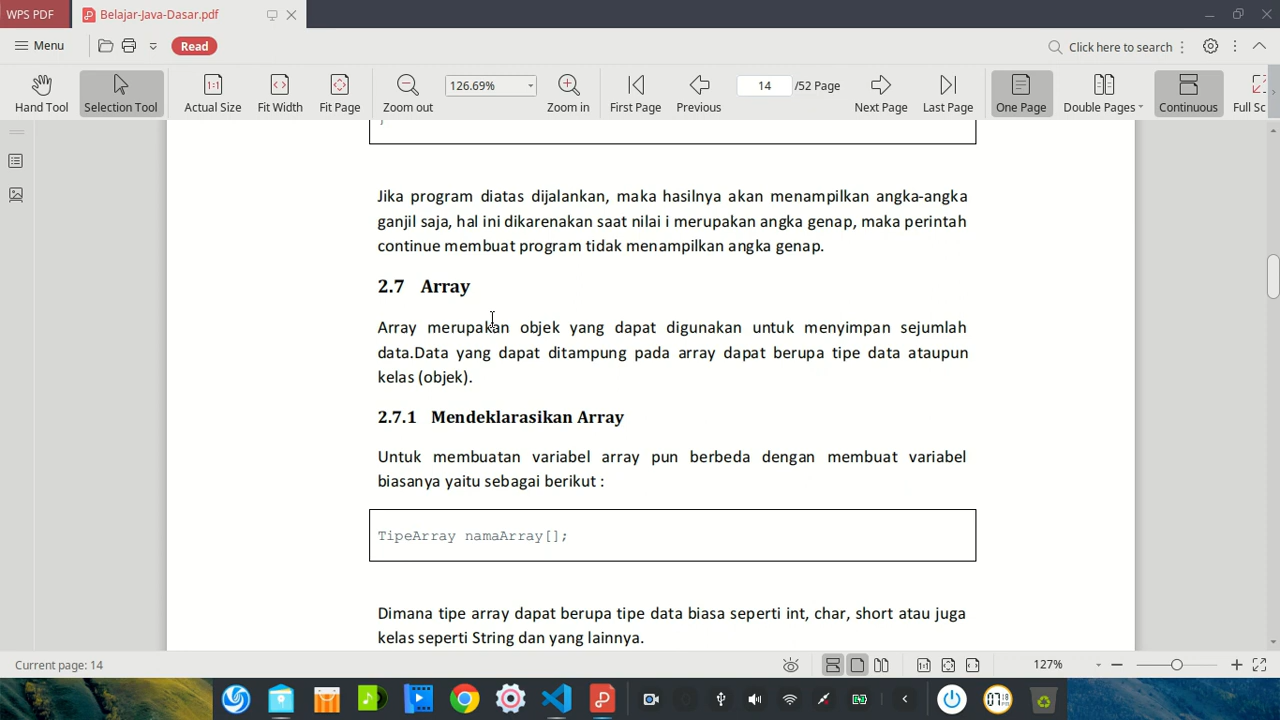 WPS PDF
Belajar-Java-Dasar.pdf
Menu
Read
Click here to search
Hand Tool
Selection Tool
1:1
Actual Size
Fit Width
Fit Page
Zoom out
126.69%
Zoom in
First Page
Previous
14 /52 Page
Next Page
Last Page
One Page
Double Pages
Continuous
Full Sc
}
Jika program diatas dijalankan, maka hasilnya akan menampilkan angka-angka
ganjil saja, hal ini dikarenakan saat nilai i merupakan angka genap, maka perintah
continue membuat program tidak menampilkan angka genap.
2.7 Array
Array merupakan objek yang dapat digunakan untuk menyimpan sejumlah
data.Data yang dapat ditampung pada array dapat berupa tipe data ataupun
kelas (objek).
2.7.1 Mendeklarasikan Array
Untuk membuatan variabel array pun berbeda dengan membuat variabel
biasanya yaitu sebagai berikut :
TipeArray namaArray[];
Dimana tipe array dapat berupa tipe data biasa seperti int, char, short atau juga
kelas seperti String dan yang lainnya.
Current page: 14
127%